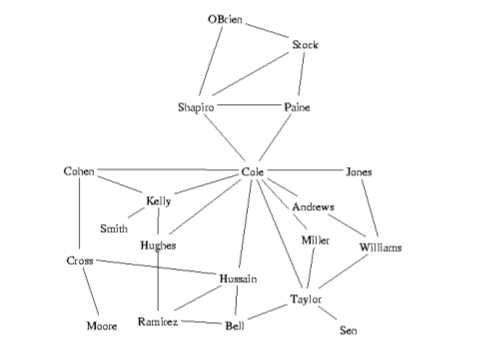 OBrien
Stock
Shapiro
Paine
Cohen
Cole
Jones
Kelly
Andrews
Smith
Hughes
Miller
Williams
Cross
Hussain
Taylor
Moore
Ramirez
Bell
Sen